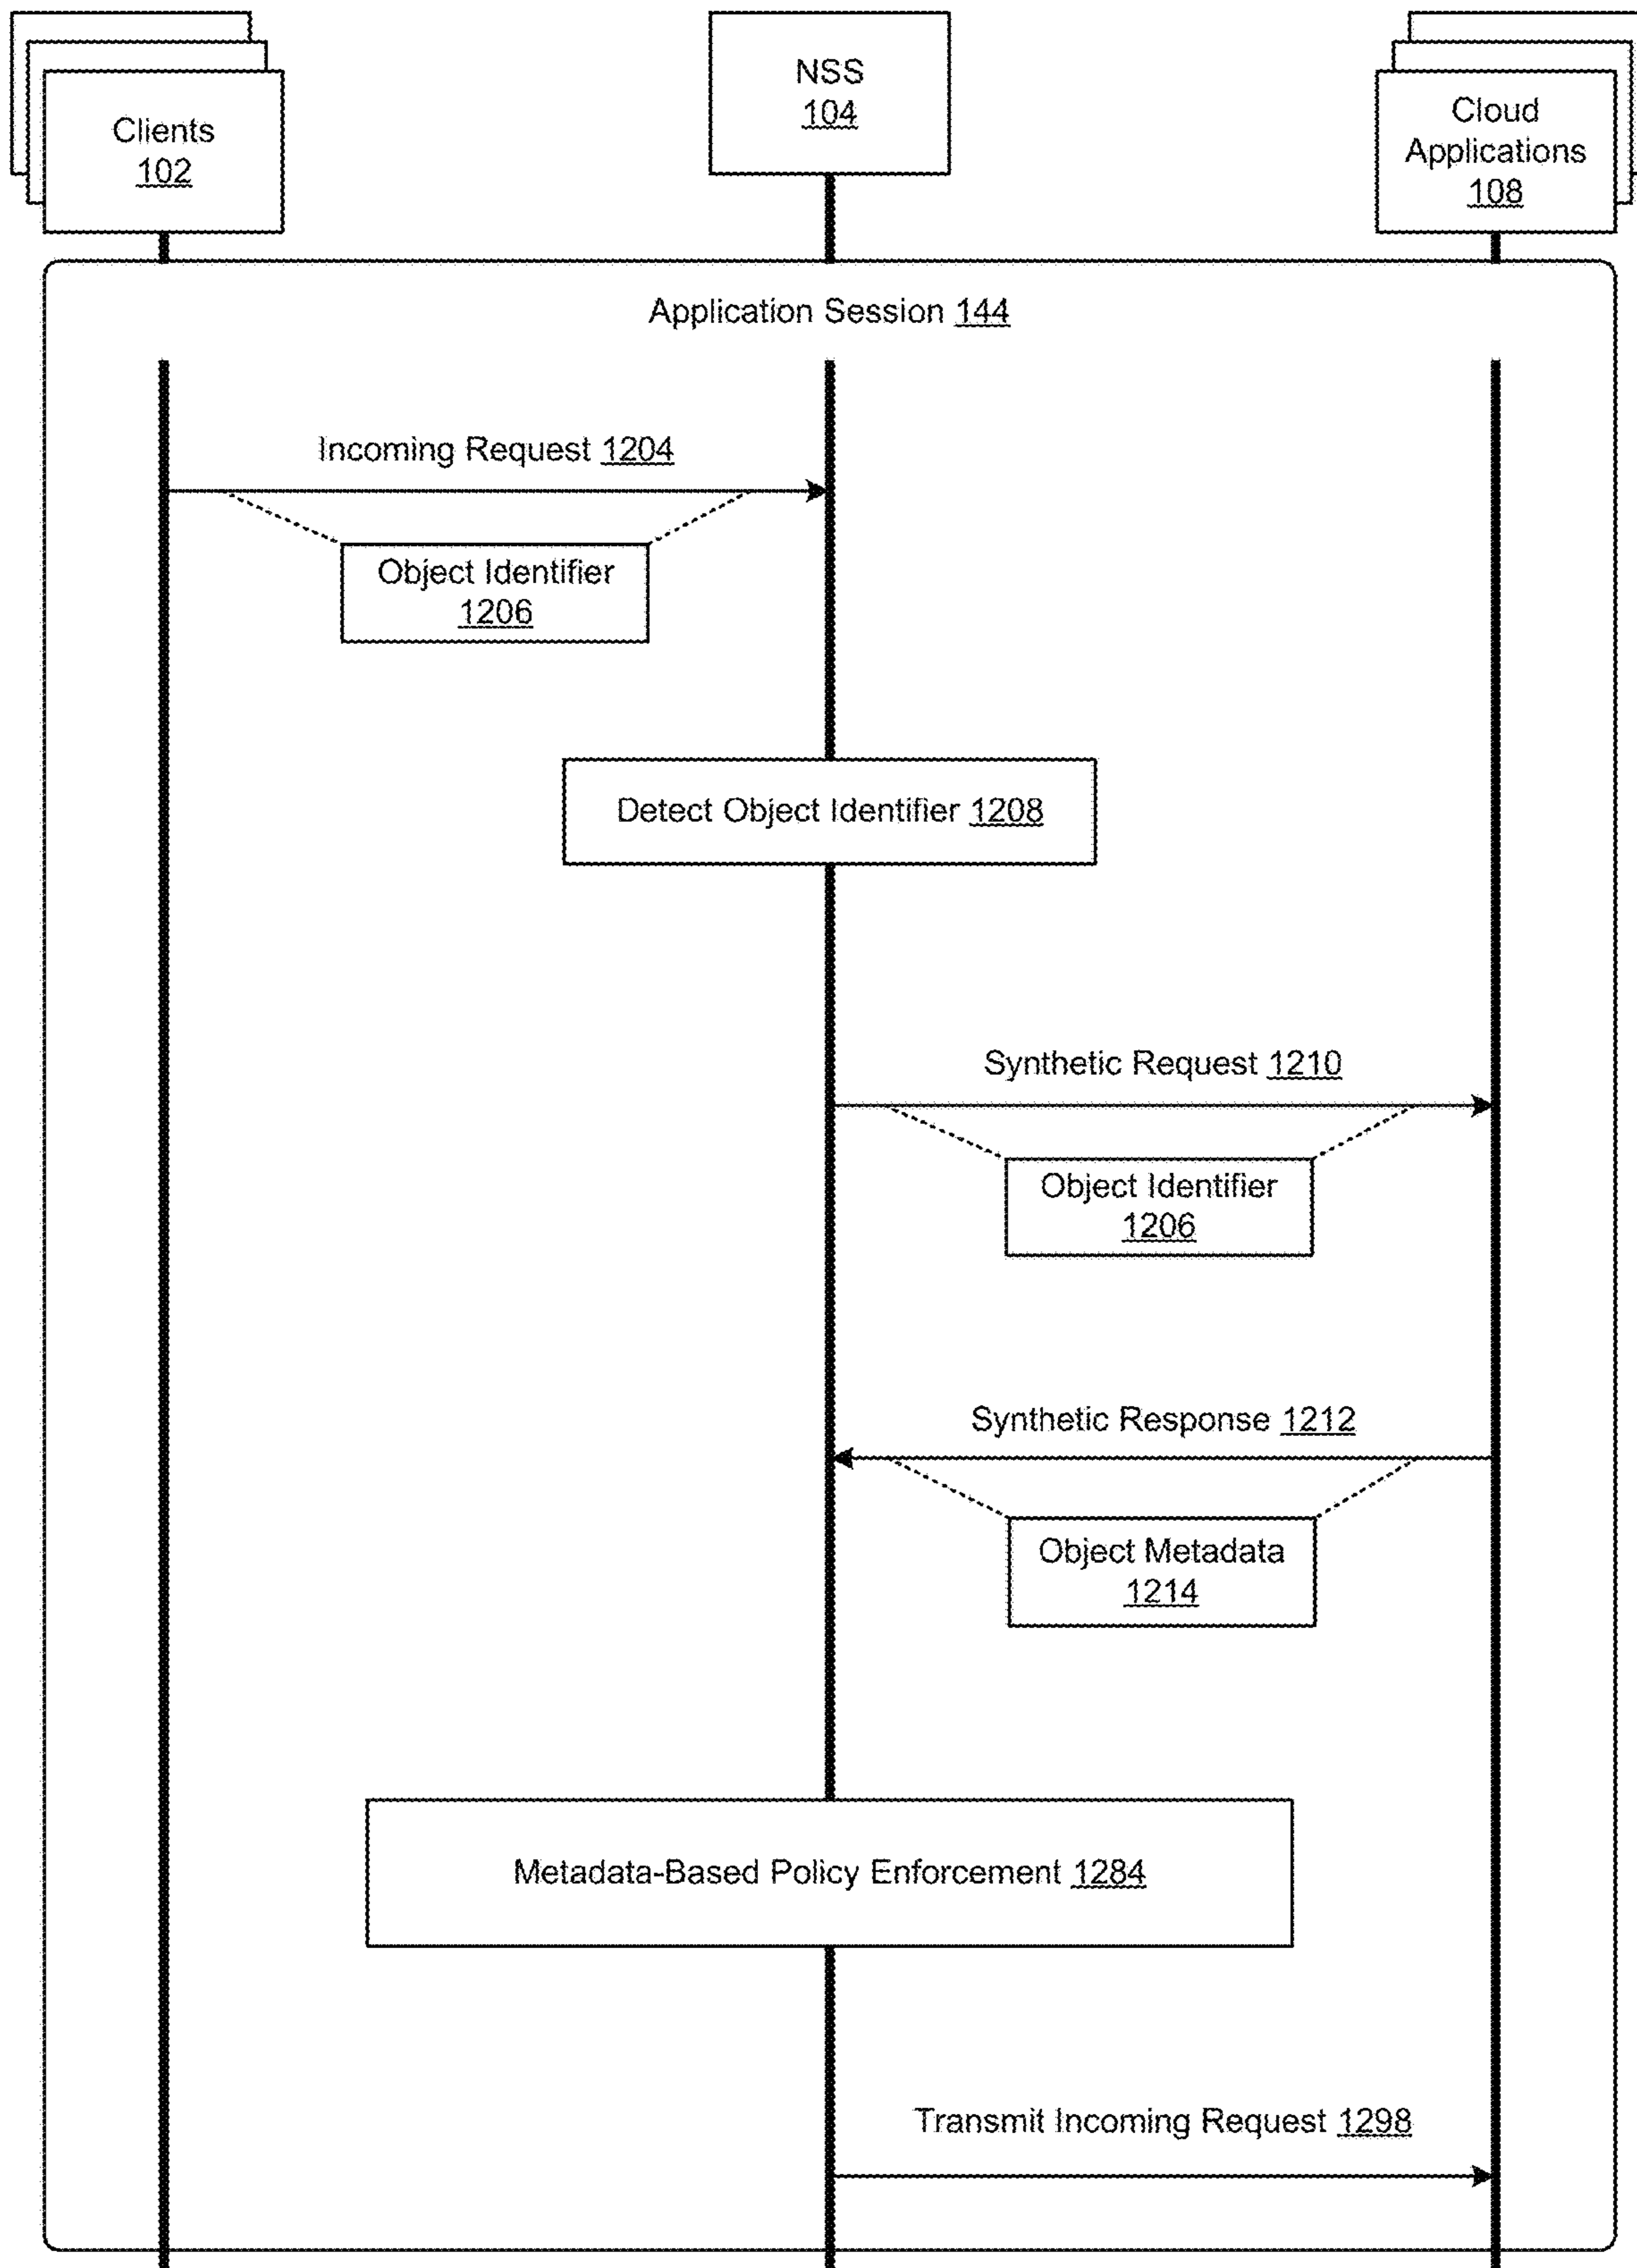 Clients
102
NSS
104
Cloud
Applications
108
Application Session 144
Incoming Request 1204
Object Identifier
1206
Detect Object Identifier 1208
Synthetic Request 1210
Object Identifier
1206
Synthetic Response 1212
Object Metadata
1214
Metadata-Based Policy Enforcement 1284
Transmit Incoming Request 1298